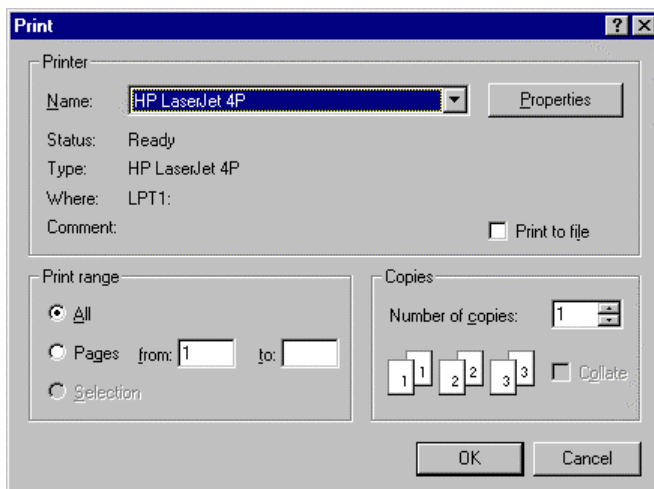 Print
Printer
Name: HP LaserJet 4P Properties
Status: Ready
Type: HP LaserJet 4P
Where: LPT1:
Comment: Print to file
Print range
All
Pages from: 1 to:
Selection
Copies
Number of copies: 1
1 1 2 2 3 3 Collate
OK Cancel